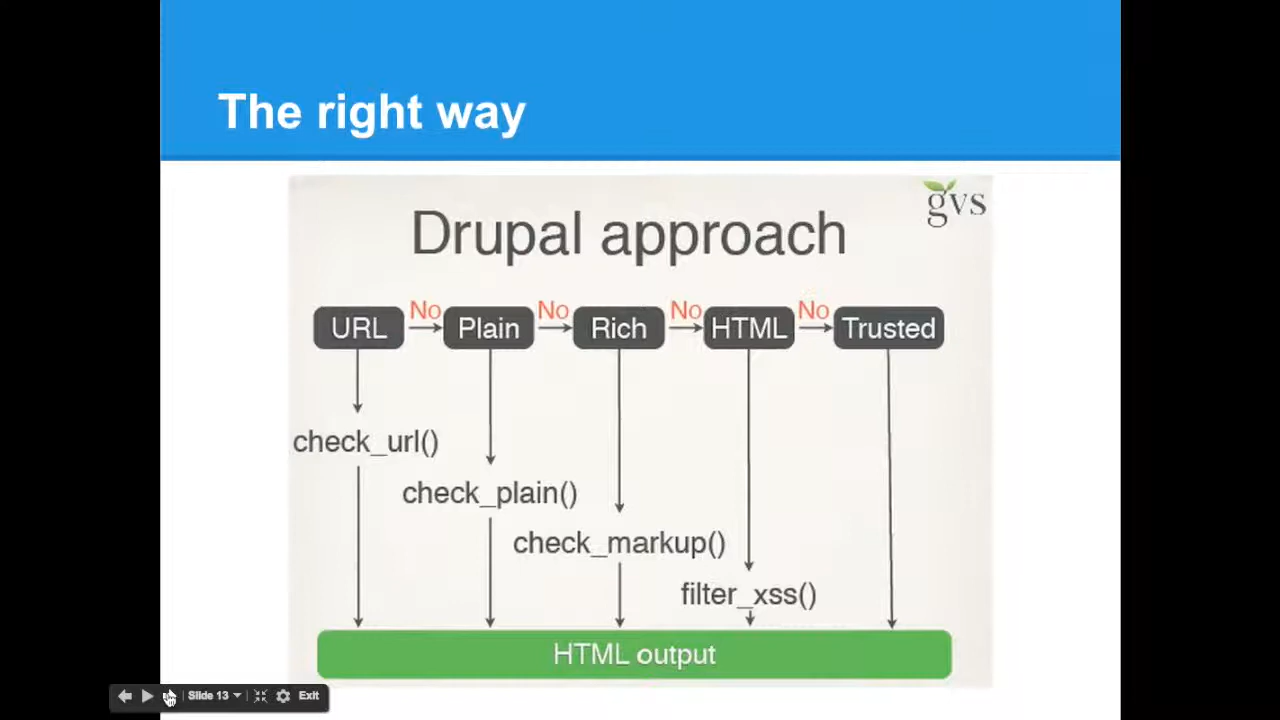 The right way
gvs
Drupal approach
No No No No
URL Plain Rich HTML Trusted
check_url()
check_plain()
check_markup()
filter_xss()
HTML output
Slide 13 Exit